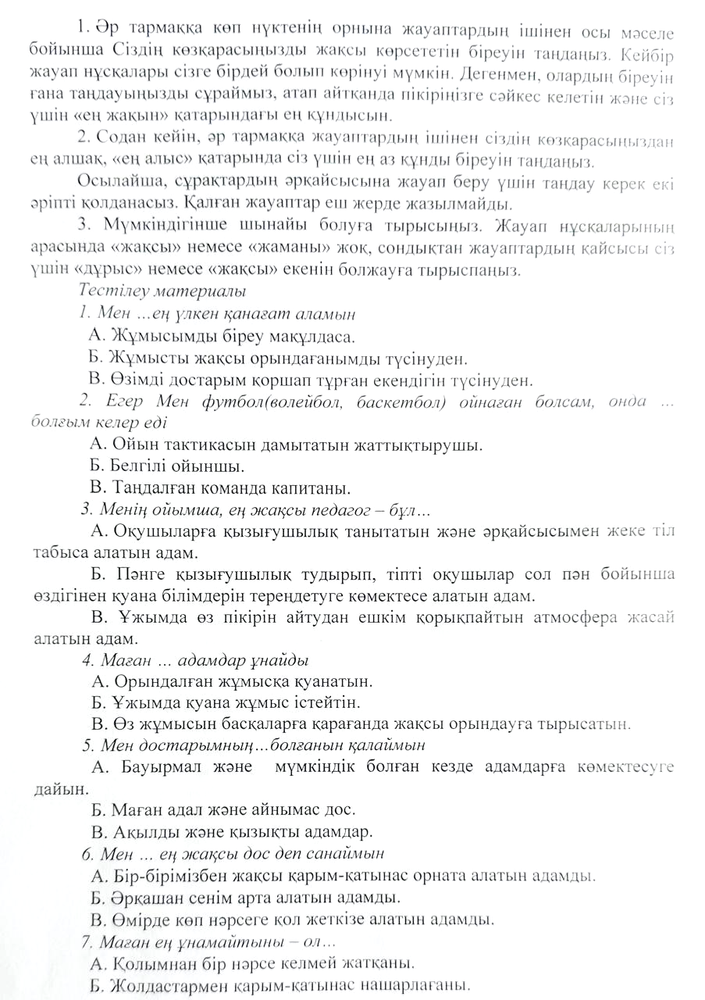 1. Әр тармаққа көп нүктенің орнына жауаптардың ішінен осы мәселе
бойынша Сіздің көзқарасыңызды жақсы көрсететін біреуін таңдаңыз. Кейбір
жауап нұсқалары сізге бірдей болып көрінуі мүмкін. Дегенмен, олардың біреуін
ғана таңдауыңызды сұраймыз, атап айтқанда пікіріңізге сәйкес келетін және сіз
үшін «ең жақын» қатарындағы ең құндысын.
2. Содан кейін, әр тармаққа жауаптардың ішінен сіздің көзқарасыңыздан
ең алшақ, «ең алыс» қатарында сіз үшін ең аз құнды біреуін таңдаңыз.
Осылайша, сұрақтардың әрқайсысына жауап беру үшін таңдау керек екі
әріпті қолданасыз. Қалған жауаптар еш жерде жазылмайды.
3. Мүмкіндігінше шынайы болуға тырысыңыз. Жауап нұсқаларының
арасында «жақсы» немесе «жаманы» жоқ, сондықтан жауаптардың қайсысы сіз
үшін «дұрыс» немесе «жақсы» екенін болжауға тырыспаңыз.
Тестілеу материалы
1. Мен …ең үлкен қанағат аламын
А. Жұмысымды біреу мақұлдаса.
Б. Жұмысты жақсы орындағанымды түсінуден.
В. Өзімді достарым қоршап тұрған екендігін түсінуден.
2. Егер Мен футбол(волейбол, баскетбол) ойнаған болсам, онда …
болғым келер еді
А. Ойын тактикасын дамытатын жаттықтырушы.
Б. Белгілі ойыншы.
В. Таңдалған команда капитаны.
3. Менің ойымша, ең жақсы педагог – бұл…
А. Оқушыларға қызығушылық танытатын және әрқайсысымен жеке тіл
табыса алатын адам.
Б. Пәнге қызығушылық тудырып, тіпті оқушылар сол пән бойынша
өздігінен қуана білімдерін тереңдетуге көмектесе алатын адам.
В. Ұжымда өз пікірін айтудан ешкім қорықпайтын атмосфера жасай
алатын адам.
4. Маған … адамдар ұнайды
А. Орындалған жұмысқа қуанатын.
Б. Ұжымда қуана жұмыс істейтін.
В. Өз жұмысын басқаларға қарағанда жақсы орындауға тырысатын.
5. Мен достарымның…болғанын қалаймын
А. Бауырмал және мүмкіндік болған кезде адамдарға көмектесуге
дайын.
Б. Маған адал және айнымас дос.
В. Ақылды және қызықты адамдар.
6. Мен … ең жақсы дос деп санаймын
А. Бір-бірімізбен жақсы қарым-қатынас орната алатын адамды.
Б. Әрқашан сенім арта алатын адамды.
В. Өмірде көп нәрсеге қол жеткізе алатын адамды.
7. Маған ең ұнамайтыны – ол…
А. Қолымнан бір нәрсе келмей жатқаны.
Б. Жолдастармен қарым-қатынас нашарлағаны.